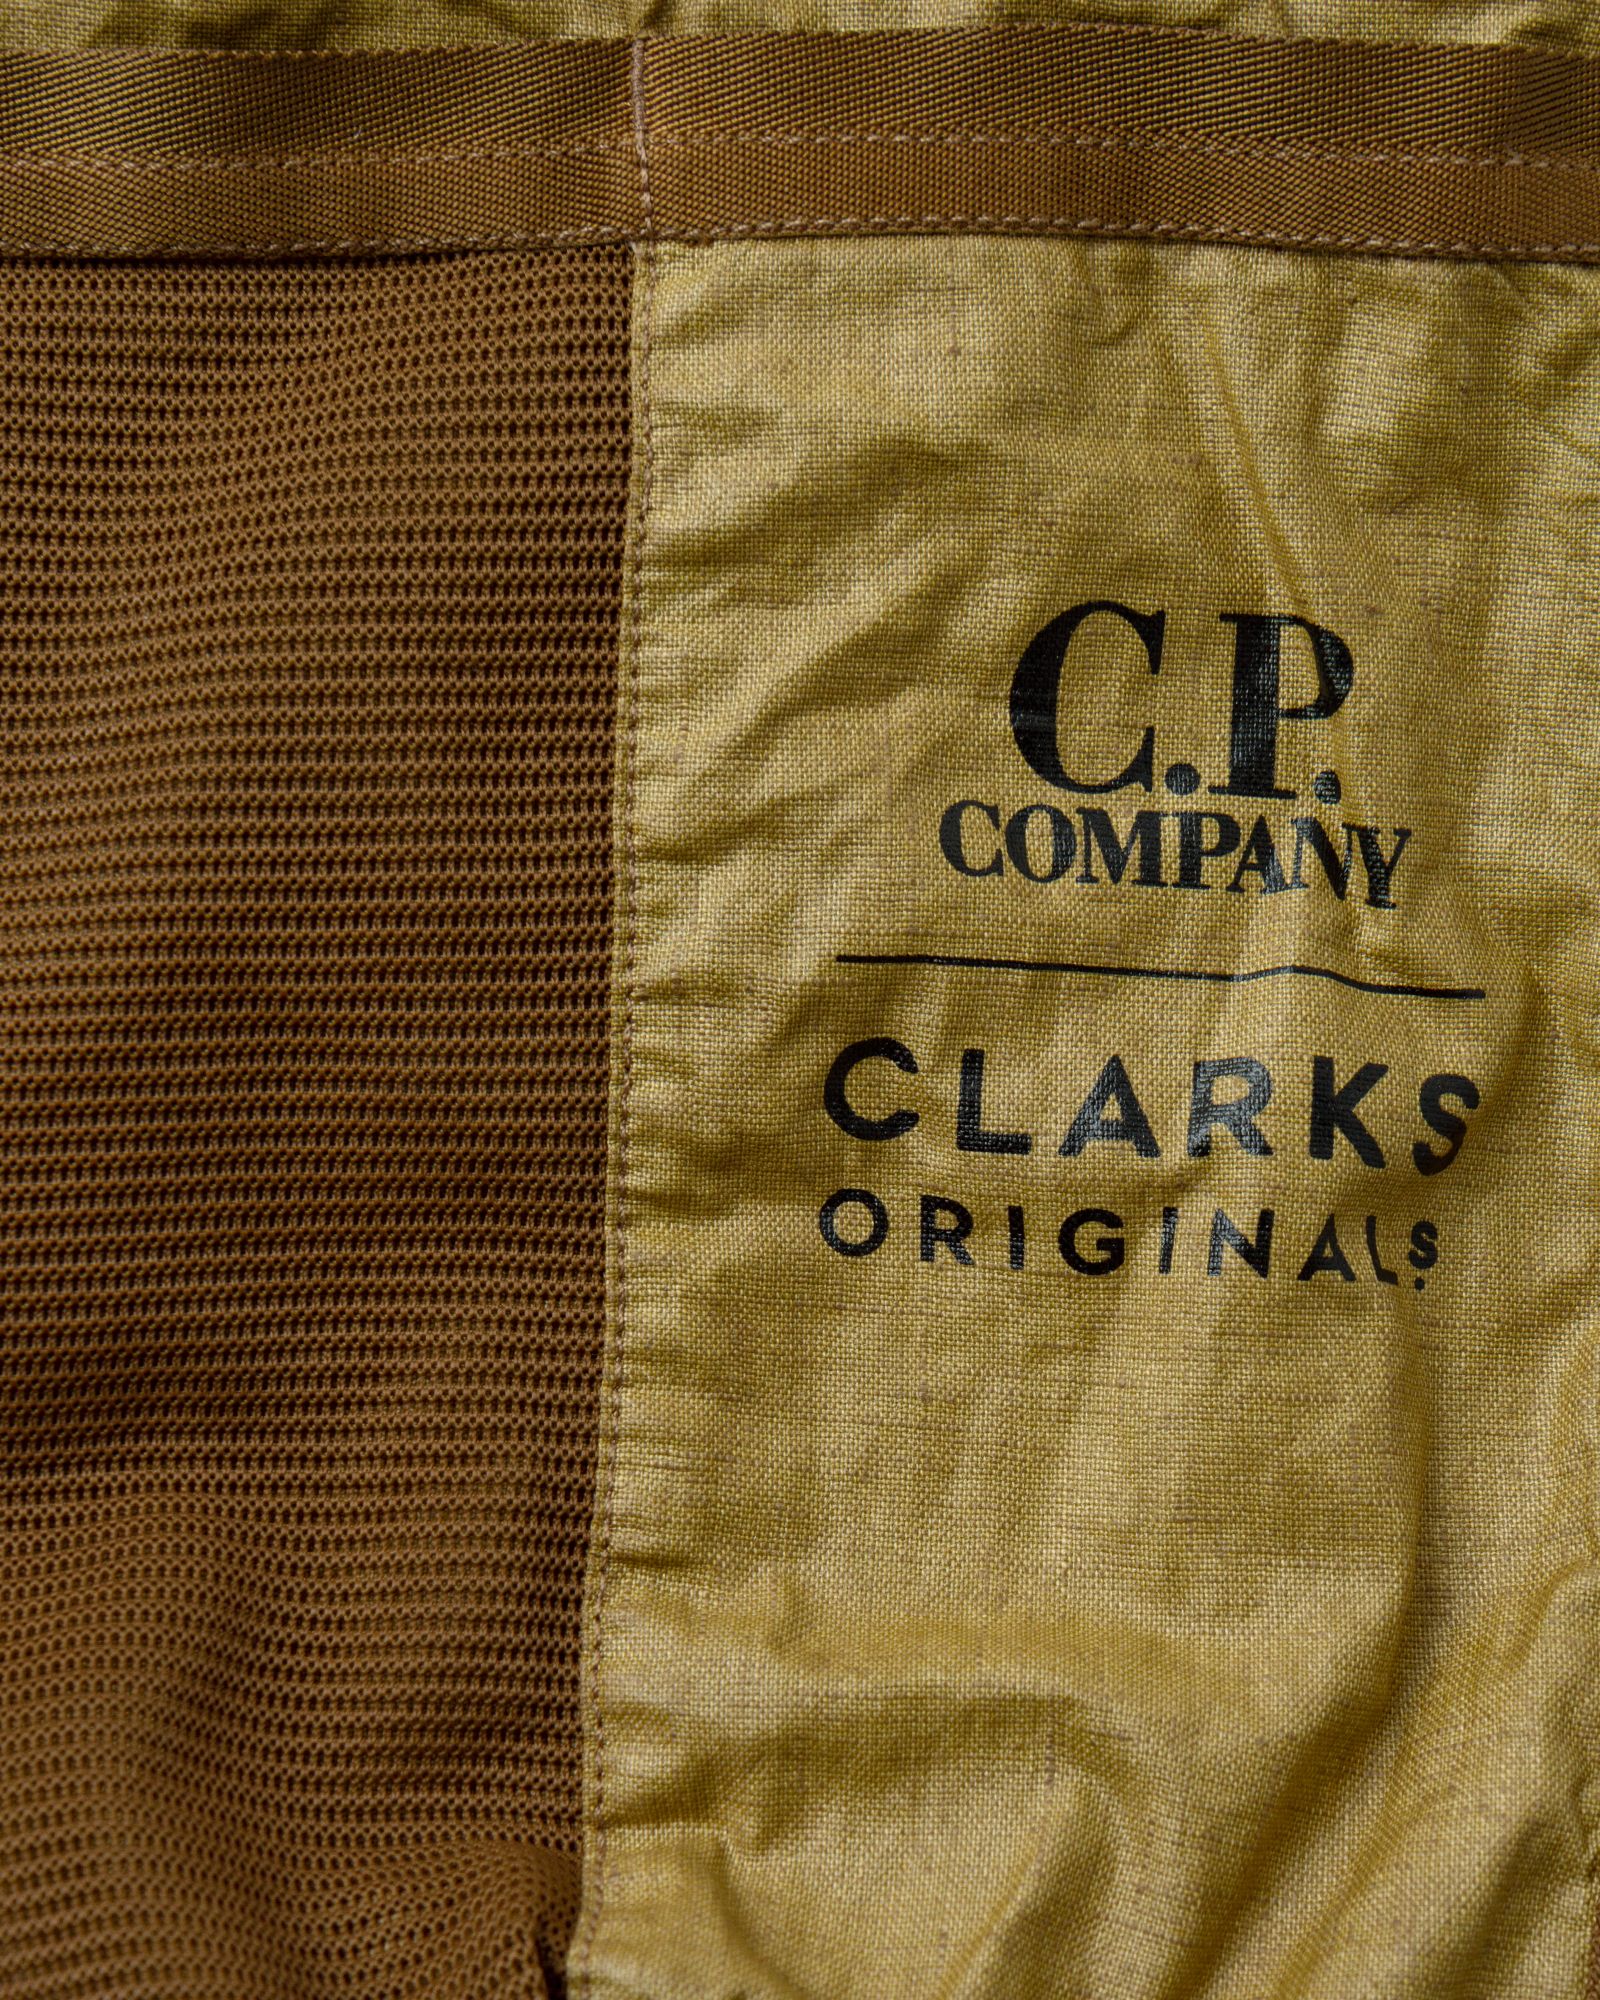 C.P.
COMPANY
CLARKS
ORIGINALS